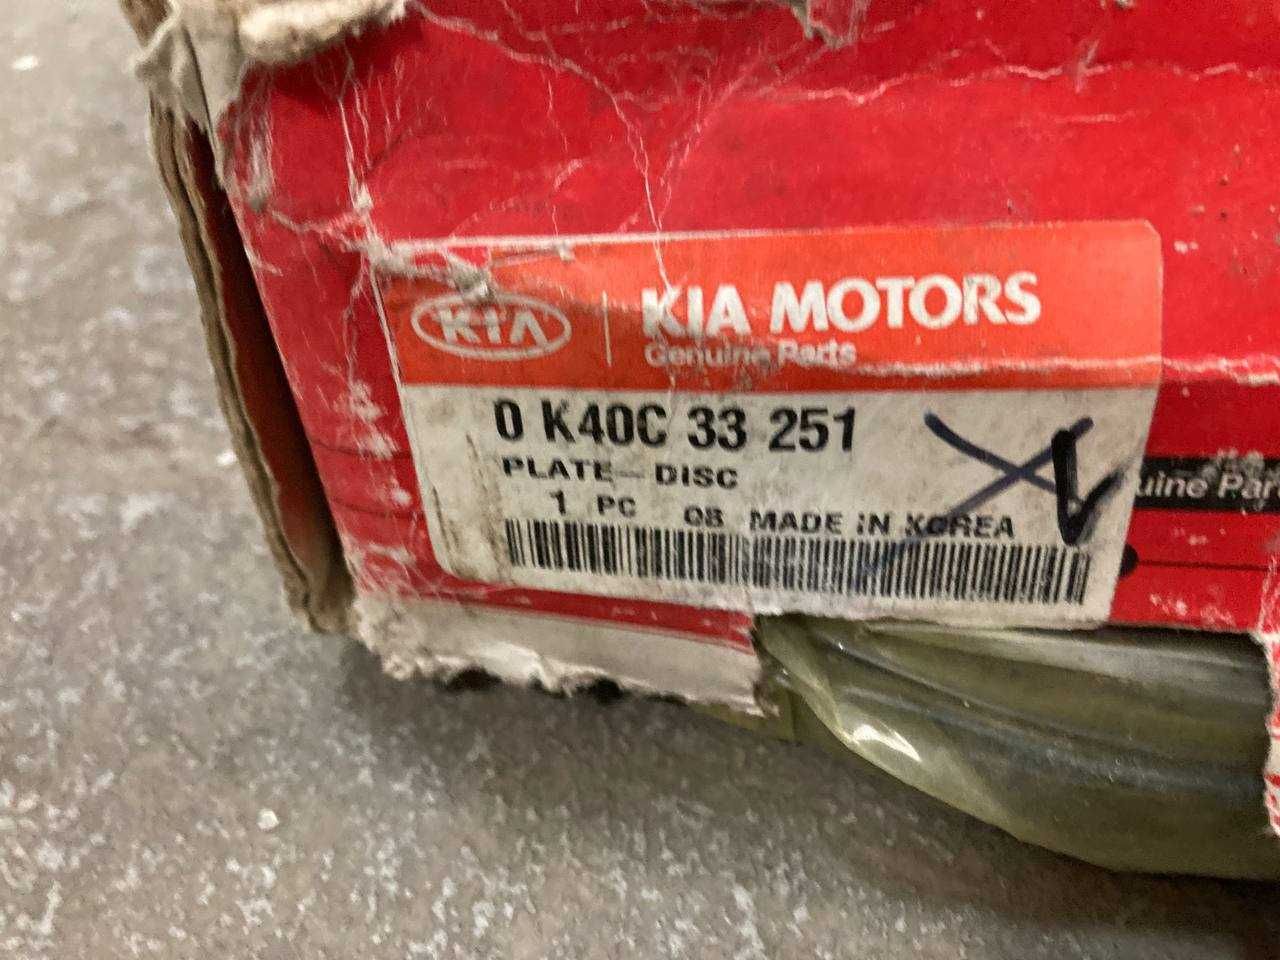 KIA
KIA MOTORS
Genuine Parts
0 K40C 33 251
PLATE-DISC
1 PC 08 MADE IN KOREA
uine Par